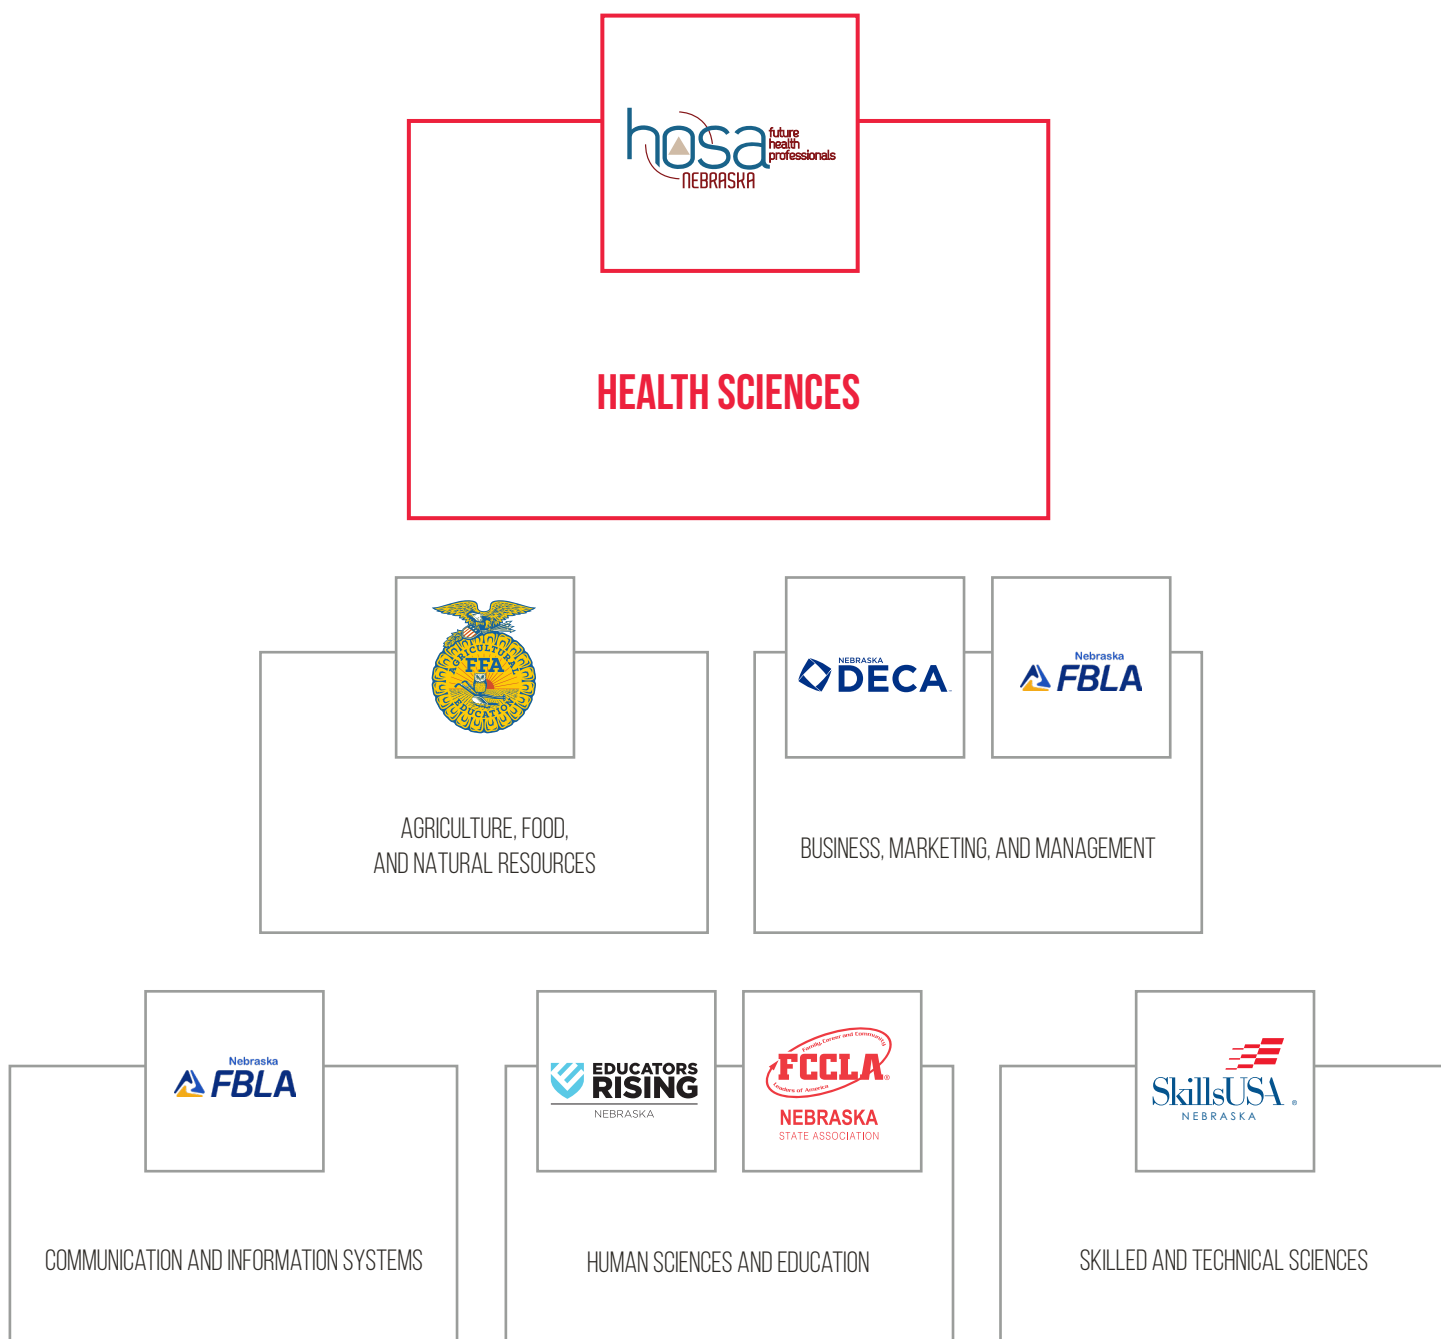 hosa
future
health
professionals
NEBRASKA
HEALTH SCIENCES
AGRICULTURAL
FFA
EDUCATION
NEBRASKA
DECA
Nebraska
FBLA
AGRICULTURE, FOOD,
AND NATURAL RESOURCES
BUSINESS, MARKETING, AND MANAGEMENT
Nebraska
FBLA
EDUCATORS
RISING
NEBRASKA
Family, Career and Community
FCCLA®
Leaders of America
NEBRASKA
STATE ASSOCIATION
SkillsUSA®
NEBRASKA
COMMUNICATION AND INFORMATION SYSTEMS
HUMAN SCIENCES AND EDUCATION
SKILLED AND TECHNICAL SCIENCES